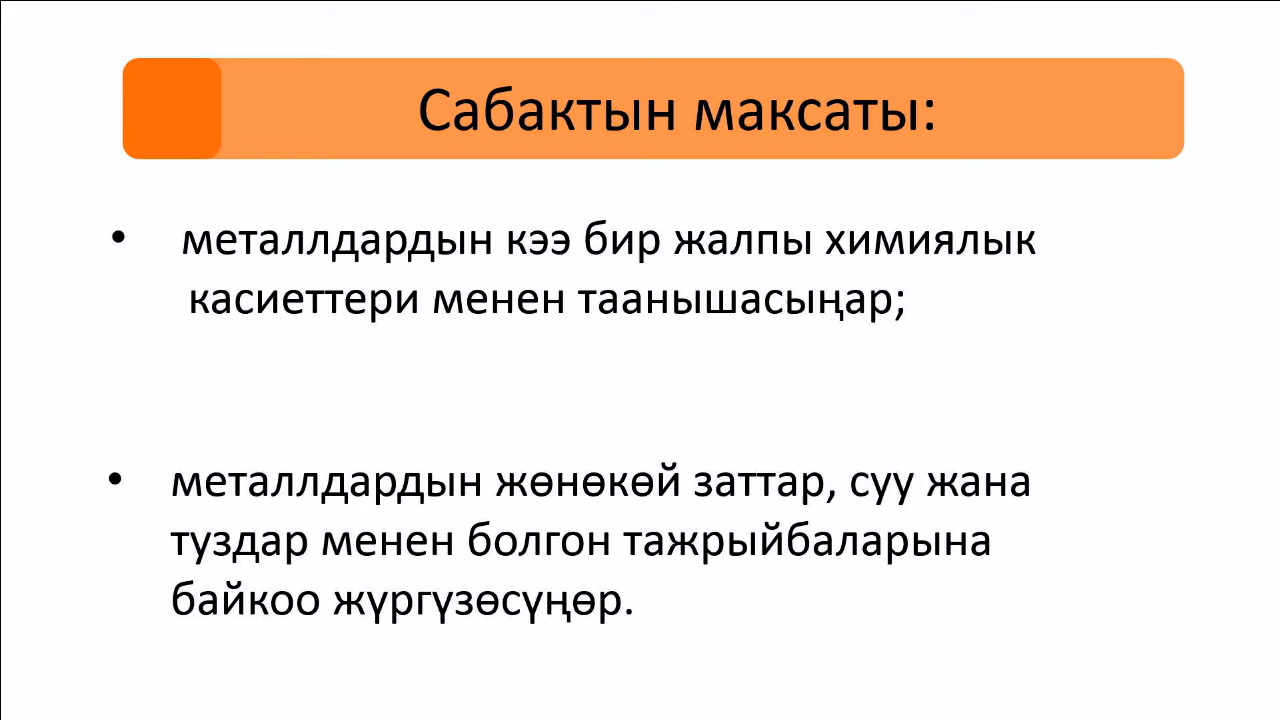 Сабактын максаты:
• металлдардын кээ бир жалпы химиялык
касиеттери менен таанышасыңар;
• металлдардын жөнөкөй заттар, суу жана
туздар менен болгон тажрыйбаларына
байкоо жүргүзөсүңөр.